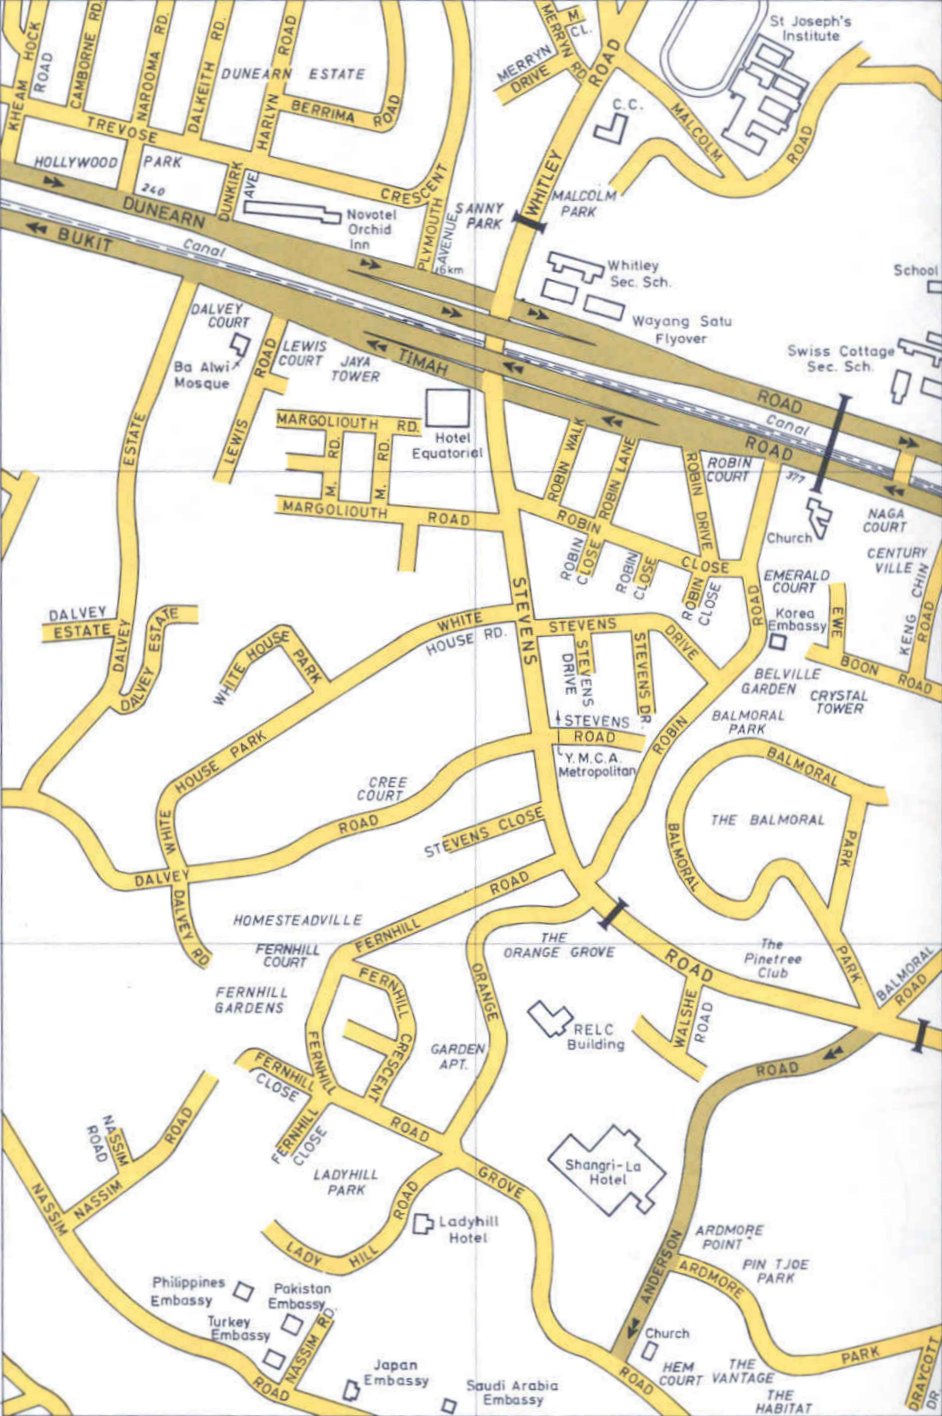 KHEAM HOCK
ROAD
CAMBORNE RD.
NAROOMA RD.
DALKEITH RD.
HARLYN ROAD
DUNEARN ESTATE
BERRIMA ROAD
TREVOSE
CRESCENT
HOLLYWOOD PARK
240
DUNKIRK
AVE.
MERRYN RD.
M.
CL.
MERRYN
DRIVE
WHITLEY ROAD
C.C.
MALCOLM
ROAD
St Joseph's
Institute
SANNY
PARK
MALCOLM
PARK
PLYMOUTH
AVENUE
16km
Novotel
Orchid
Inn
DUNEARN
Canal
BUKIT
Whitley
Sec. Sch.
Wayang Satu
Flyover
School
Swiss Cottage
Sec. Sch.
DALVEY
COURT
Ba Alwi
Mosque
LEWIS
COURT
LEWIS ROAD
JAYA
TOWER
TIMAH
ROAD
Canal
ROAD
MARGOLIOUTH RD.
M. RD.
M. RD.
Hotel
Equatorial
MARGOLIOUTH ROAD
ROBIN WALK
ROBIN LANE
ROBIN DRIVE
ROBIN
COURT
377
NAGA
COURT
Church
CENTURY
VILLE
ROBIN
CLOSE
ROBIN
CLOSE
ROBIN
CLOSE
ROBIN
CLOSE
EMERALD
COURT
Korea
Embassy
KENG CHIN
ROAD
EWE
BOON ROAD
DALVEY
ESTATE
ESTATE
DALVEY
DALVEY ESTATE
WHITE HOUSE PARK
WHITE
HOUSE RD.
STEVENS
STEVENS
DRIVE
STEVENS
DRIVE
STEVENS DR.
ROAD
ROBIN
BELVILLE
GARDEN
CRYSTAL
TOWER
BALMORAL
PARK
STEVENS
ROAD
Y.M.C.A.
Metropolitan
BALMORAL
THE BALMORAL
BALMORAL
PARK
WHITE HOUSE PARK
CREE
COURT
ROAD
STEVENS CLOSE
DALVEY
DALVEY RD
HOMESTEADVILLE
FERNHILL
COURT
FERNHILL ROAD
THE
ORANGE GROVE
ROAD
The
Pinetree
Club
PARK
BALMORAL
ROAD
FERNHILL
GARDENS
FERNHILL
CRESCENT
ORANGE
FERNHILL
WALSHE
ROAD
RELC
Building
GARDEN
APT.
ROAD
FERNHILL
CLOSE
FERNHILL
CLOSE
ROAD
GROVE
NASSIM
ROAD
NASSIM ROAD
NASSIM
LADYHILL
PARK
Shangri-La
Hotel
LADY HILL ROAD
Ladyhill
Hotel
ARDMORE
POINT
PIN TJOE
PARK
ANDERSON
ARDMORE
PARK
Philippines
Embassy
Pakistan
Embassy
Turkey
Embassy
NASSIM RD.
ROAD
Japan
Embassy
Saudi Arabia
Embassy
Church
HEM
COURT
THE
VANTAGE
ROAD
THE
HABITAT
DRAYCOTT
DR.